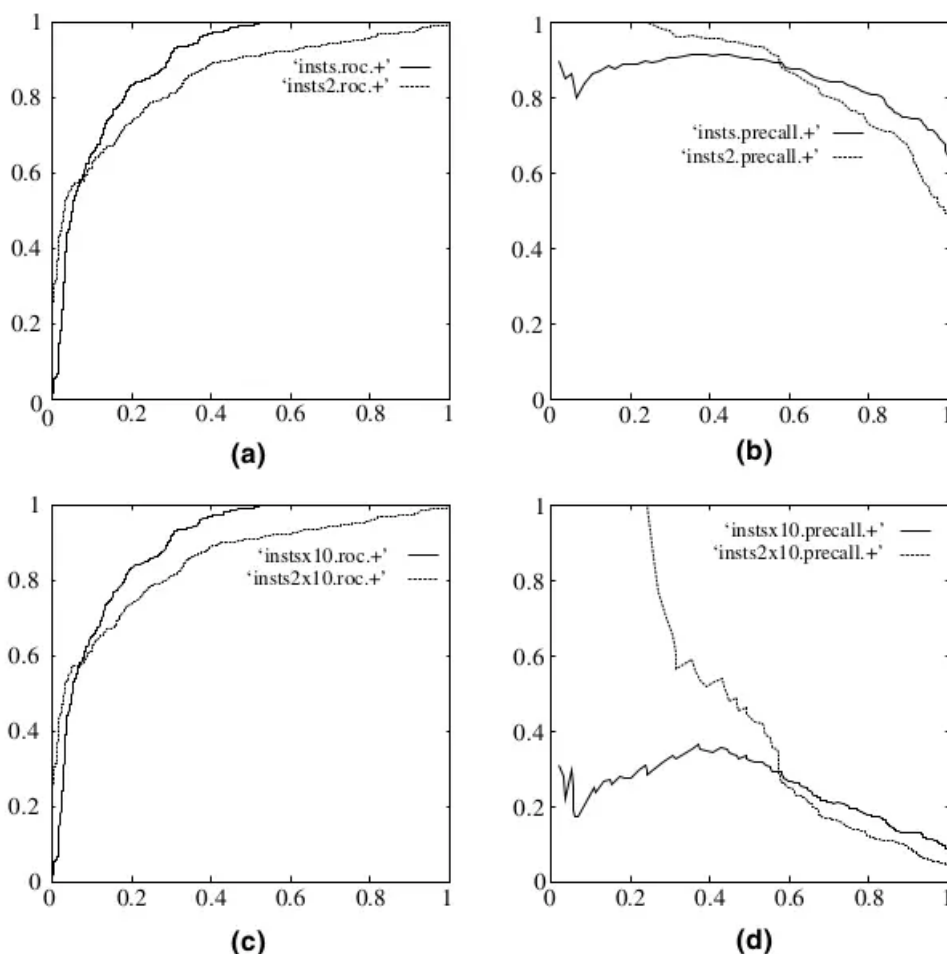 1
0.8
0.6
0.4
0.2
0
0 0.2 0.4 0.6 0.8 1
'insts.roc.+'
'insts2.roc.+'
(a)
1
0.8
0.6
0.4
0.2
0
0 0.2 0.4 0.6 0.8 1
'insts.precall.+'
'insts2.precall.+'
(b)
1
0.8
0.6
0.4
0.2
0
0 0.2 0.4 0.6 0.8 1
'instsx10.roc.+'
'insts2x10.roc.+'
(c)
1
0.8
0.6
0.4
0.2
0
0 0.2 0.4 0.6 0.8 1
'instsx10.precall.+'
'insts2x10.precall.+'
(d)